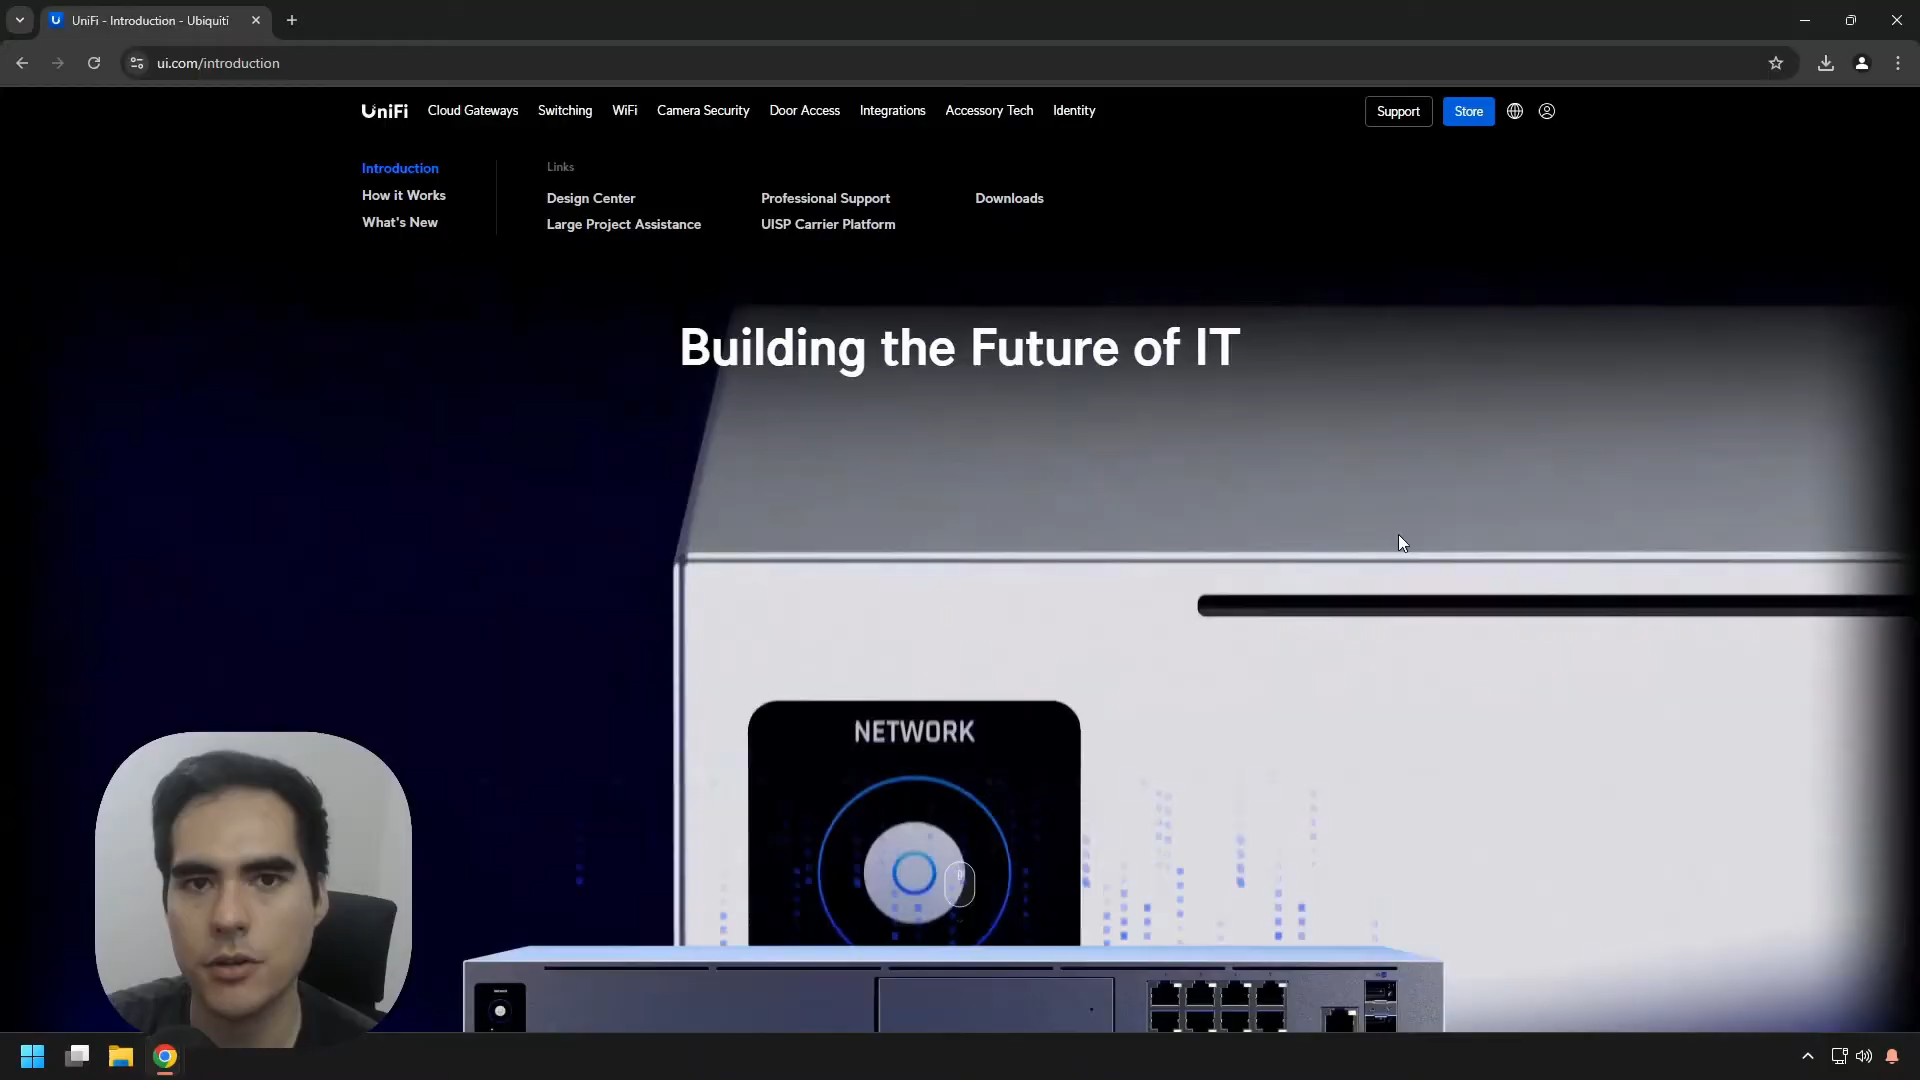 UniFi - Introduction - Ubiquiti
ui.com/introduction
UniFi Cloud Gateways Switching WiFi Camera Security Door Access Integrations Accessory Tech Identity Support Store
Introduction
How it Works
What's New
Links
Design Center Professional Support Downloads
Large Project Assistance UISP Carrier Platform
Building the Future of IT
NETWORK